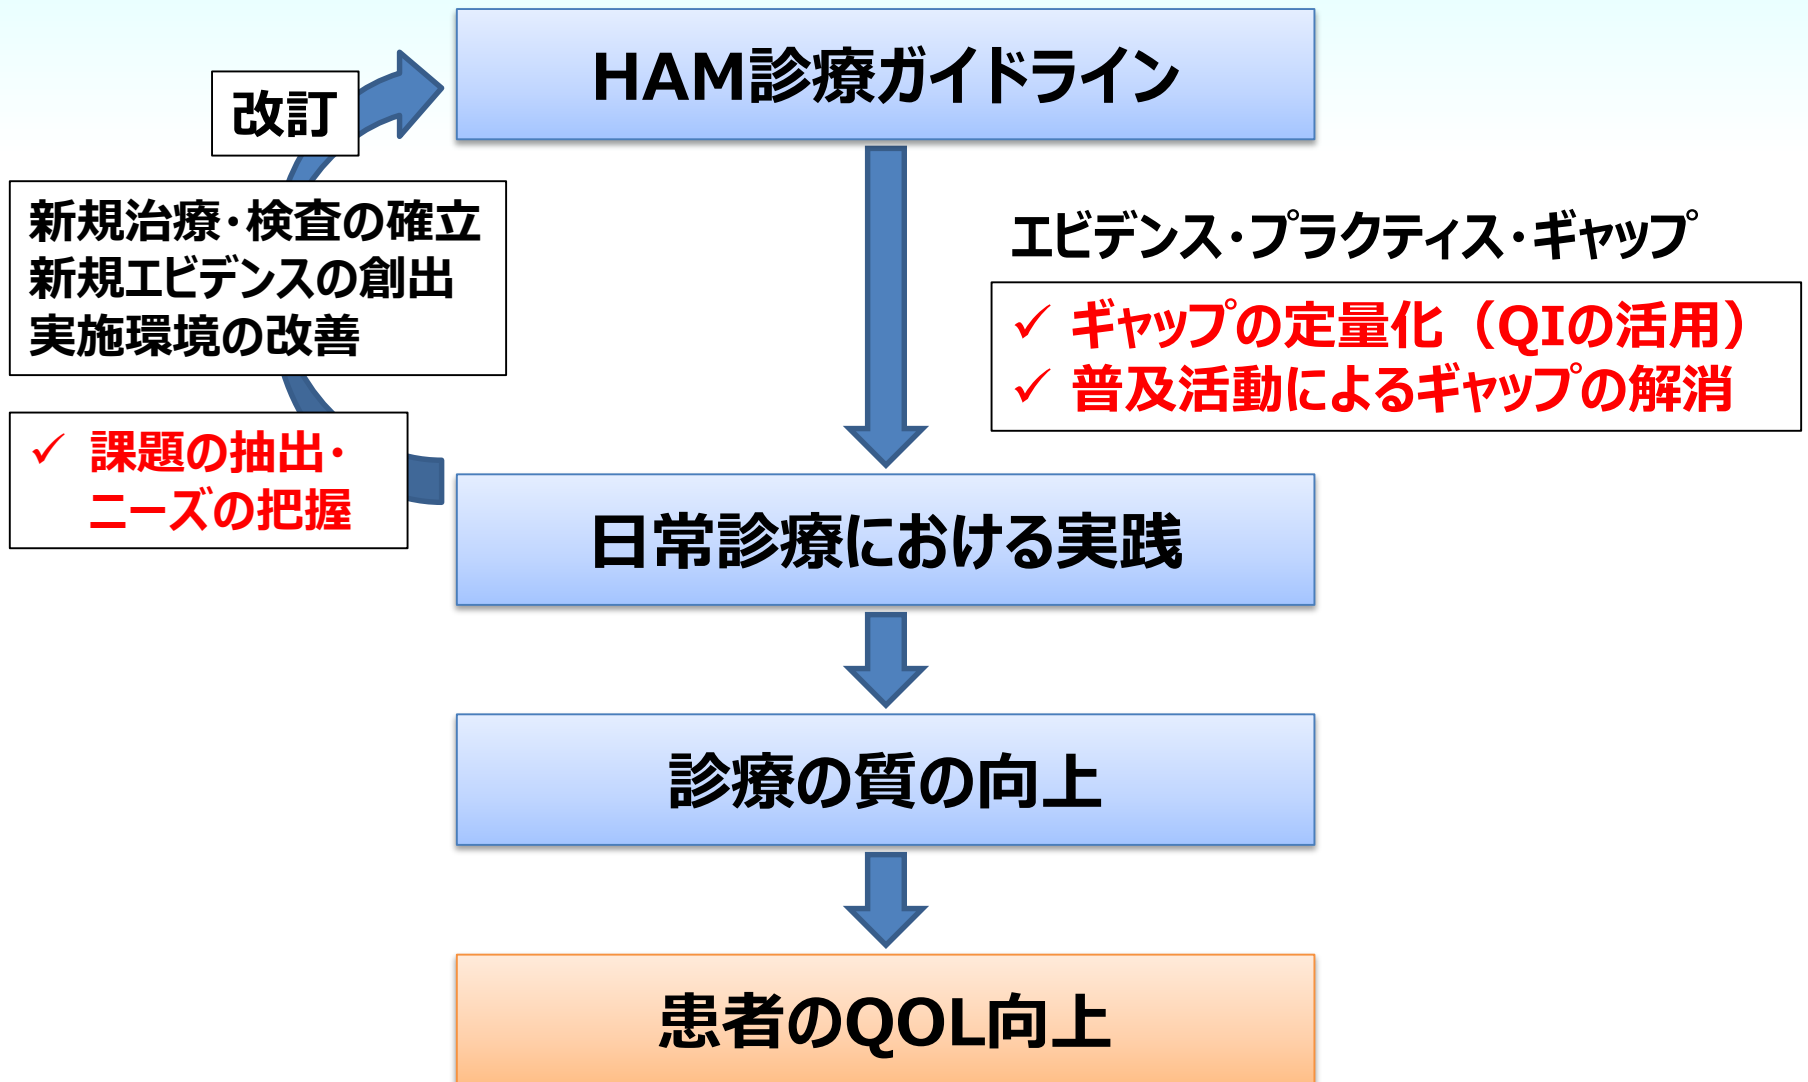 HAM診療ガイドライン
改訂
新規治療・検査の確立
新規エビデンスの創出
実施環境の改善
エビデンス・プラクティス・ギャップ
✓ ギャップの定量化（QIの活用）
✓ 普及活動によるギャップの解消
✓ 課題の抽出・
ニーズの把握
日常診療における実践
診療の質の向上
患者のQOL向上